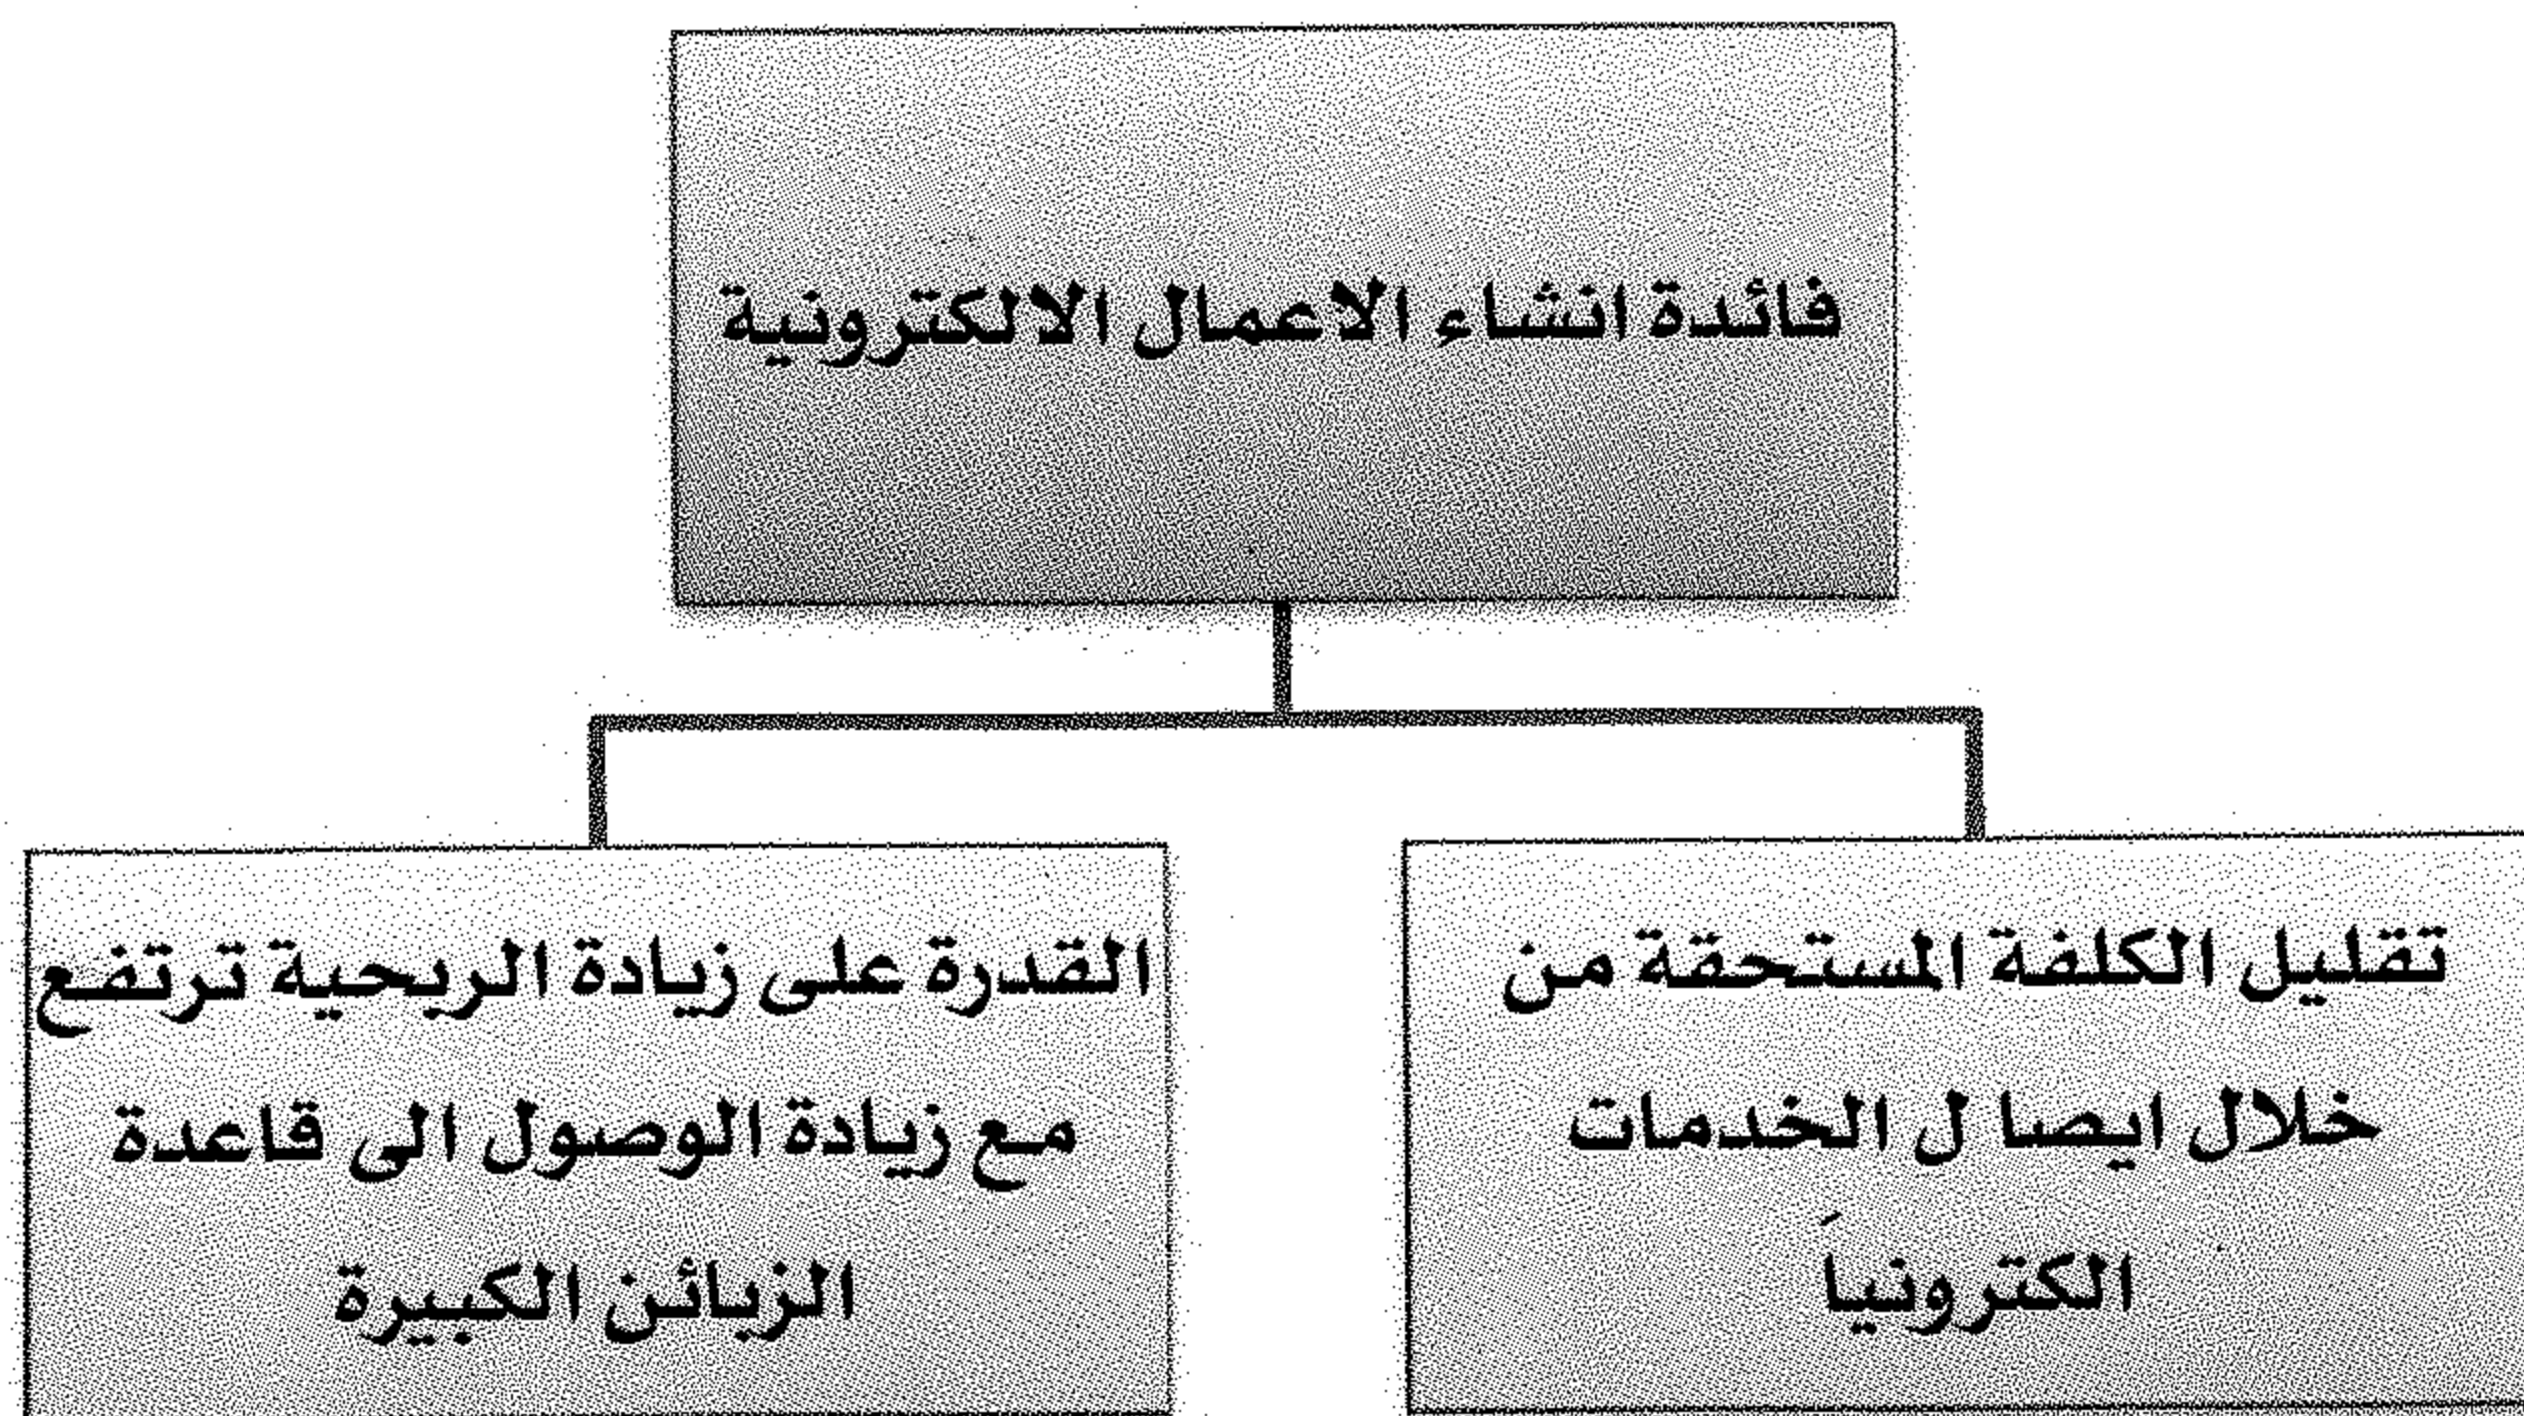 فائدة انشاء الاعمال الالكترونية
تقليل الكلفة المستحقة من
خلال ايصا ل الخدمات
الكترونياَ
القدرة على زيادة الربحية ترتفع
مع زيادة الوصول الى قاعدة
الزبائن الكبيرة